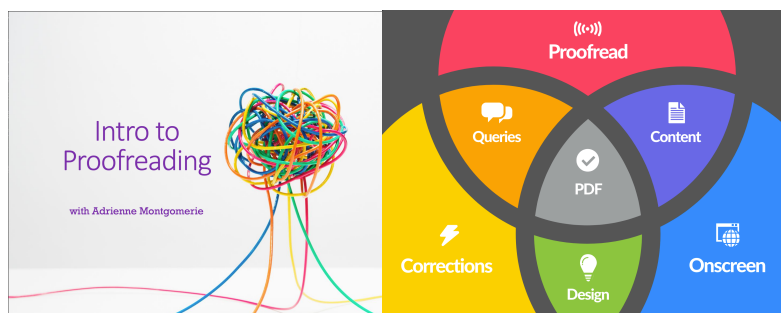 Intro to
Proofreading
with Adrienne Montgomerie
Proofread
Queries
Content
PDF
Corrections
Onscreen
Design